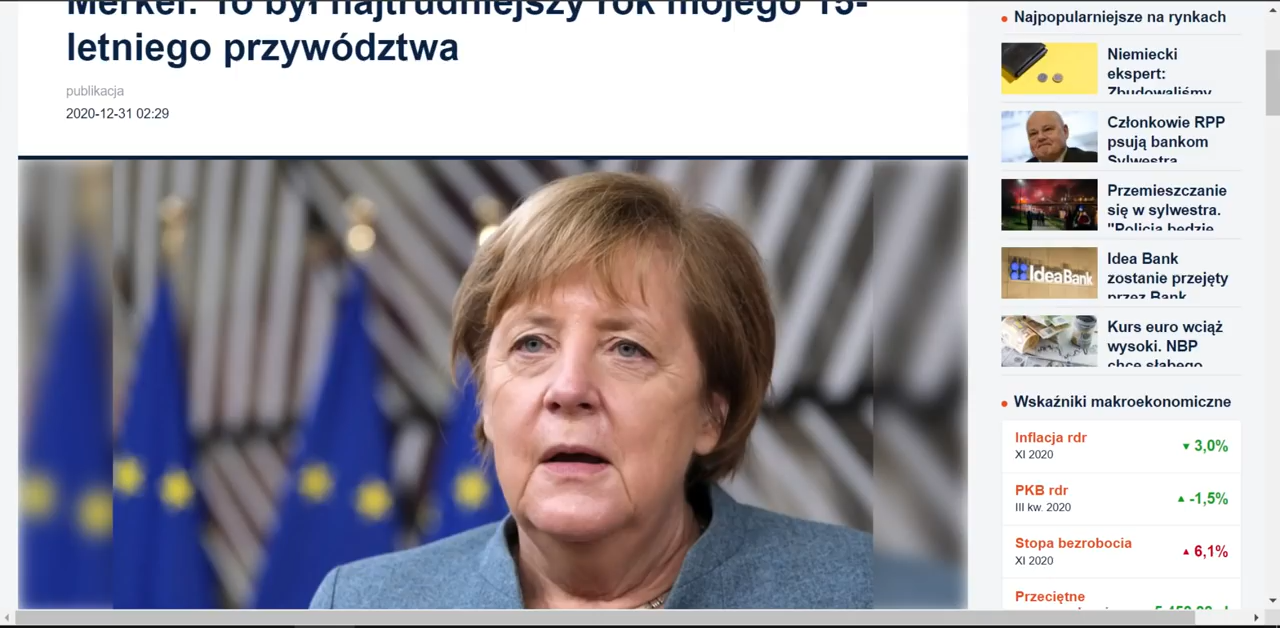 Merkel: To był najtrudniejszy rok mojego 15-
letniego przywództwa
publikacja
2020-12-31 02:29
Najpopularniejsze na rynkach
Niemiecki
ekspert:
Zbudowaliśmy
Członkowie RPP
psują bankom
Sylwestra
Przemieszczanie
się w sylwestra.
"Policja będzie
IdeaBank
Idea Bank
zostanie przejęty
przez Bank
Kurs euro wciąż
wysoki. NBP
chce słabego
Wskaźniki makroekonomiczne
Inflacja rdr
XI 2020
▼ 3,0%
PKB rdr
III kw. 2020
▲ -1,5%
Stopa bezrobocia
XI 2020
▲ 6,1%
Przeciętne